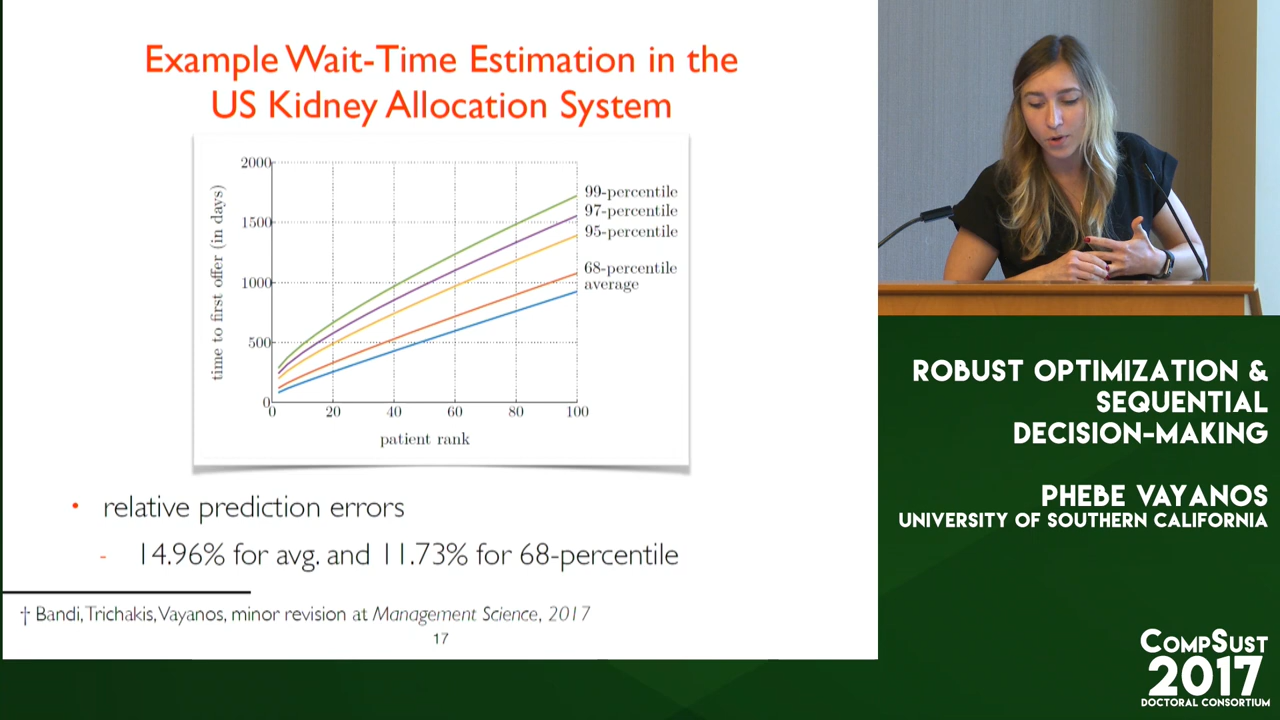 Example Wait-Time Estimation in the
US Kidney Allocation System
2000
1500
1000
500
0
0
20
40
60
80
100
time to first offer (in days)
patient rank
99-percentile
97-percentile
95-percentile
68-percentile
average
• relative prediction errors
- 14.96% for avg. and 11.73% for 68-percentile
† Bandi, Trichakis, Vayanos, minor revision at Management Science, 2017
17
ROBUST OPTIMIZATION &
SEQUENTIAL
DECISION-MAKING
PHEBE VAYANOS
UNIVERSITY OF SOUTHERN CALIFORNIA
COMPSUST
2017
DOCTORAL CONSORTIUM